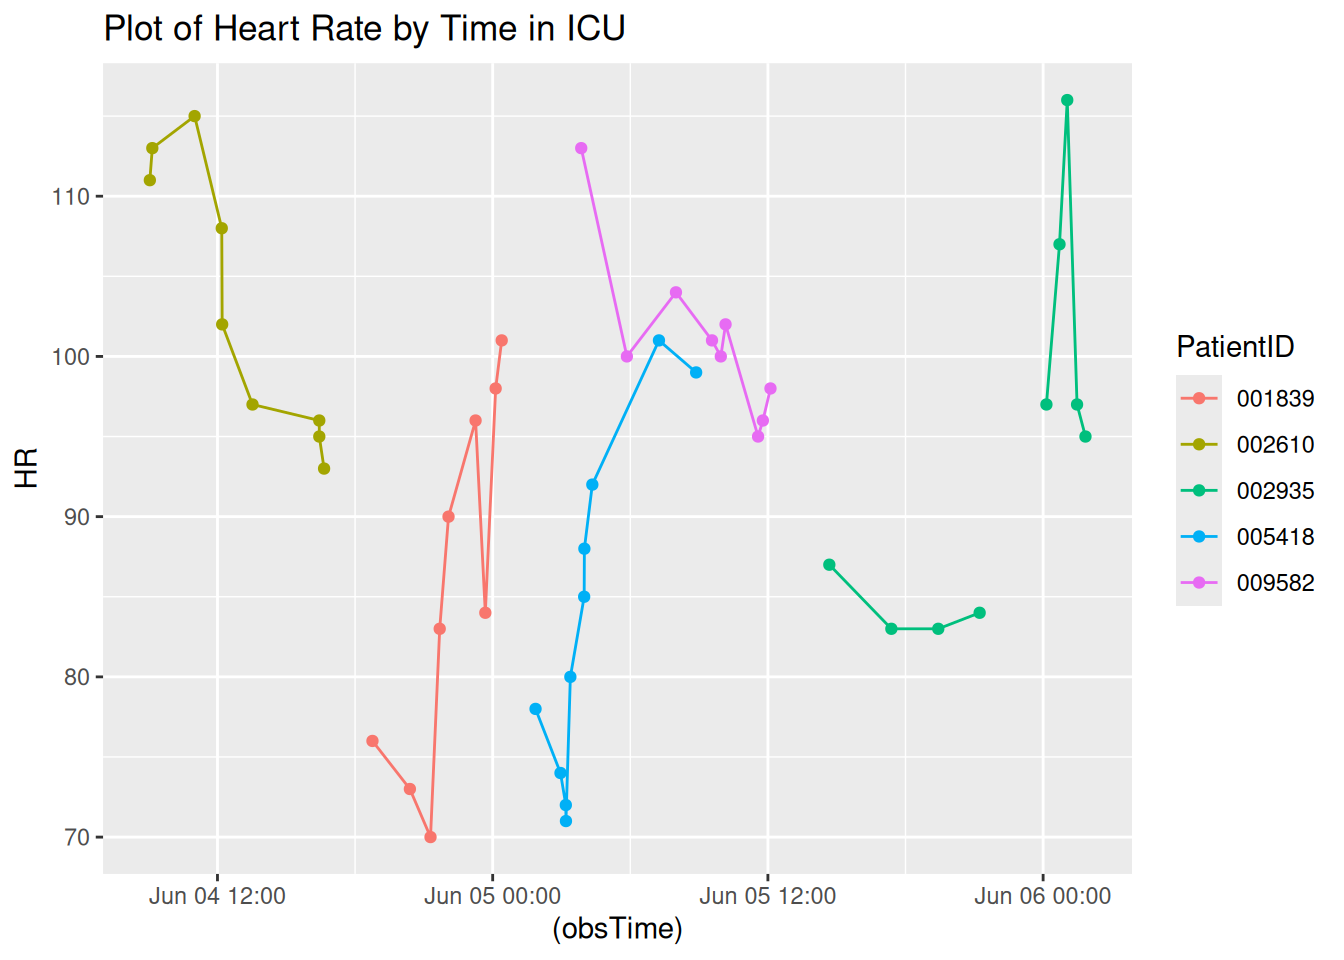 Plot of Heart Rate by Time in ICU
HR
110
100
90
80
70
Jun 04 12:00
Jun 05 00:00
Jun 05 12:00
Jun 06 00:00
(obsTime)
PatientID
001839
002610
002935
005418
009582